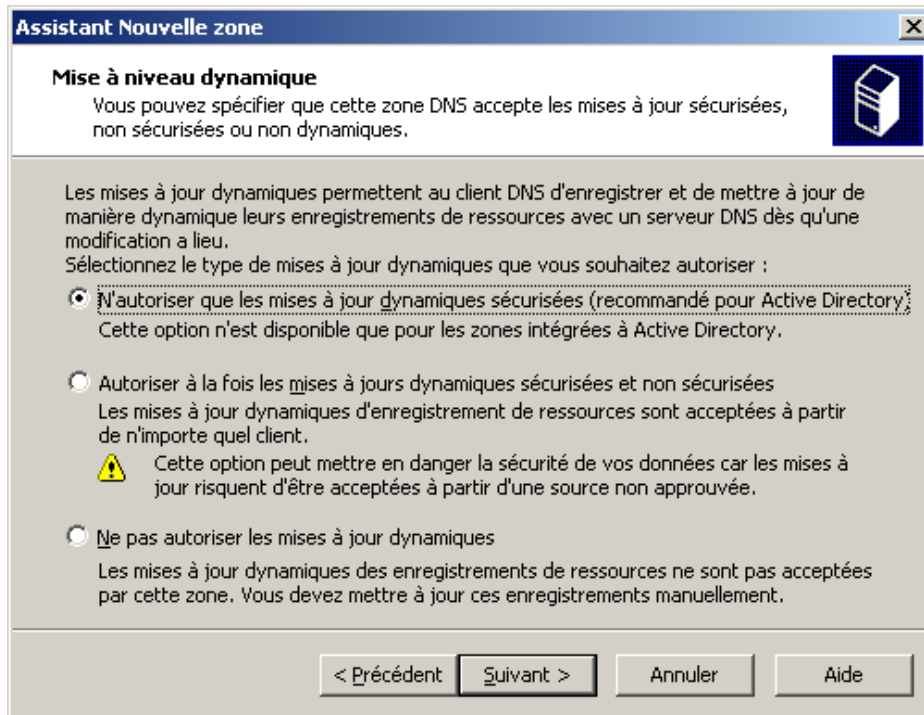 Assistant Nouvelle zone
Mise à niveau dynamique
Vous pouvez spécifier que cette zone DNS accepte les mises à jour sécurisées,
non sécurisées ou non dynamiques.
Les mises à jour dynamiques permettent au client DNS d'enregistrer et de mettre à jour de
manière dynamique leurs enregistrements de ressources avec un serveur DNS dès qu'une
modification a lieu.
Sélectionnez le type de mises à jour dynamiques que vous souhaitez autoriser :
N'autoriser que les mises à jour dynamiques sécurisées (recommandé pour Active Directory)
Cette option n'est disponible que pour les zones intégrées à Active Directory.
Autoriser à la fois les mises à jours dynamiques sécurisées et non sécurisées
Les mises à jour dynamiques d'enregistrement de ressources sont acceptées à partir
de n'importe quel client.
Cette option peut mettre en danger la sécurité de vos données car les mises à
jour risquent d'être acceptées à partir d'une source non approuvée.
Ne pas autoriser les mises à jour dynamiques
Les mises à jour dynamiques des enregistrements de ressources ne sont pas acceptées
par cette zone. Vous devez mettre à jour ces enregistrements manuellement.
< Précédent Suivant > Annuler Aide